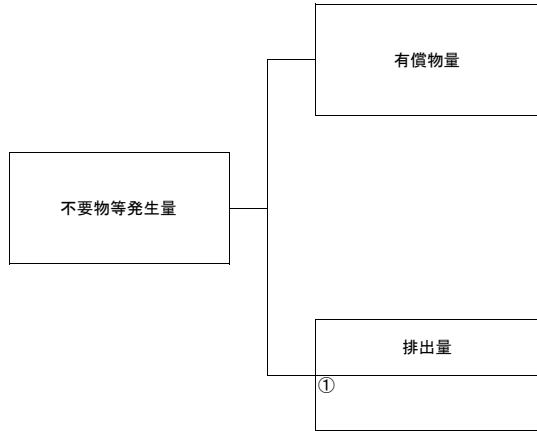 有償物量
不要物等発生量
排出量
①